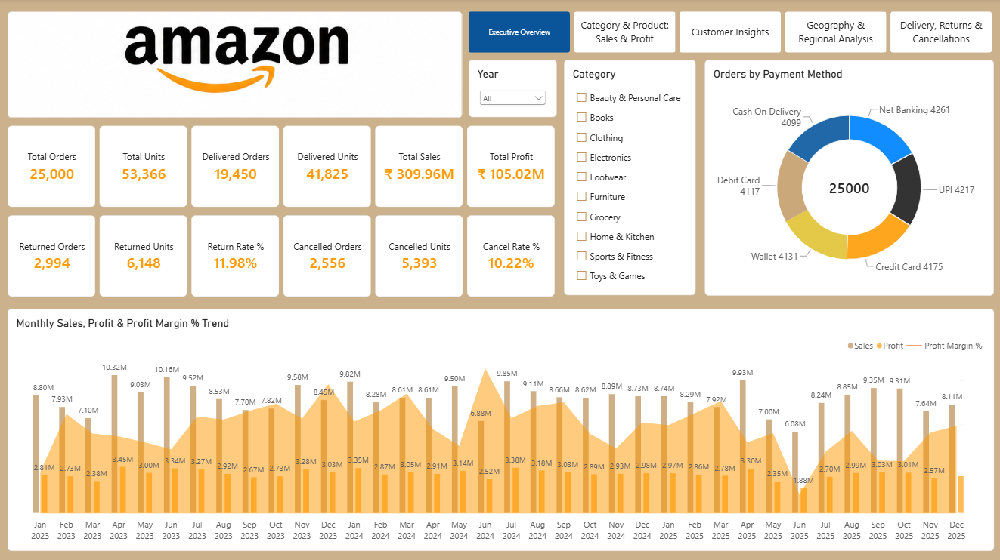 amazon
Executive Overview
Category & Product:
Sales & Profit
Customer Insights
Geography &
Regional Analysis
Delivery, Returns &
Cancellations
Year
All
Category
Beauty & Personal Care
Books
Clothing
Electronics
Footwear
Furniture
Grocery
Home & Kitchen
Sports & Fitness
Toys & Games
Orders by Payment Method
Cash On Delivery
4099
Net Banking 4261
Debit Card
4117
25000
UPI 4217
Wallet 4131
Credit Card 4175
Total Orders
25,000
Total Units
53,366
Delivered Orders
19,450
Delivered Units
41,825
Total Sales
₹ 309.96M
Total Profit
₹ 105.02M
Returned Orders
2,994
Returned Units
6,148
Return Rate %
11.98%
Cancelled Orders
2,556
Cancelled Units
5,393
Cancel Rate %
10.22%
Monthly Sales, Profit & Profit Margin % Trend
Sales Profit Profit Margin %
8.80M 7.93M 7.10M 10.32M 9.03M 10.16M 9.52M 8.53M 7.70M 7.82M 9.58M 8.45M 9.82M 8.28M 8.61M 8.61M 9.50M 6.88M 9.85M 9.11M 8.66M 8.62M 8.89M 8.73M 8.74M 8.29M 7.92M 9.93M 7.00M 6.08M 8.24M 8.85M 9.35M 9.31M 7.64M 8.11M
2.81M 2.73M 2.38M 3.45M 3.00M 3.34M 3.27M 2.92M 2.67M 2.73M 3.28M 3.03M 3.35M 2.87M 3.05M 2.91M 3.14M 2.52M 3.38M 3.18M 3.03M 2.89M 2.93M 2.98M 2.97M 2.86M 2.78M 3.30M 2.35M 1.88M 2.70M 2.99M 3.03M 3.01M 2.57M
Jan Feb Mar Apr May Jun Jul Aug Sep Oct Nov Dec Jan Feb Mar Apr May Jun Jul Aug Sep Oct Nov Dec Jan Feb Mar Apr May Jun Jul Aug Sep Oct Nov Dec
2023 2023 2023 2023 2023 2023 2023 2023 2023 2023 2023 2023 2024 2024 2024 2024 2024 2024 2024 2024 2024 2024 2024 2024 2025 2025 2025 2025 2025 2025 2025 2025 2025 2025 2025 2025